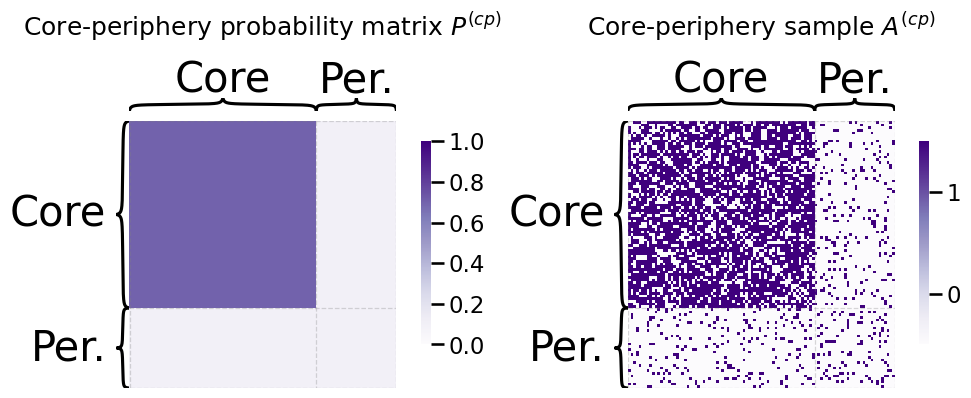 Core-periphery probability matrix P^(cp)
Core-periphery sample A^(cp)
Core Per.
Core
Per.
1.0
0.8
0.6
0.4
0.2
0.0
Core Per.
Core
Per.
1
0